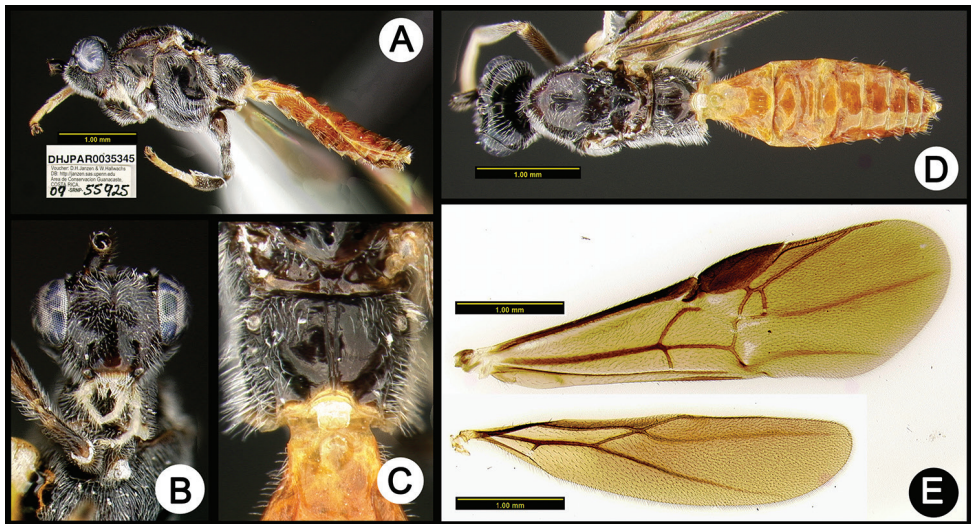 A
1.00 mm
DHJPAR0035345
Voucher: D.H.Janzen & W.Hallwachs
DB: http://janzen.sas.upenn.edu
Area de Conservacion Guanacaste,
COSTA RICA.
09 -SRNP- 55925
D
1.00 mm
B
C
1.00 mm
1.00 mm
E